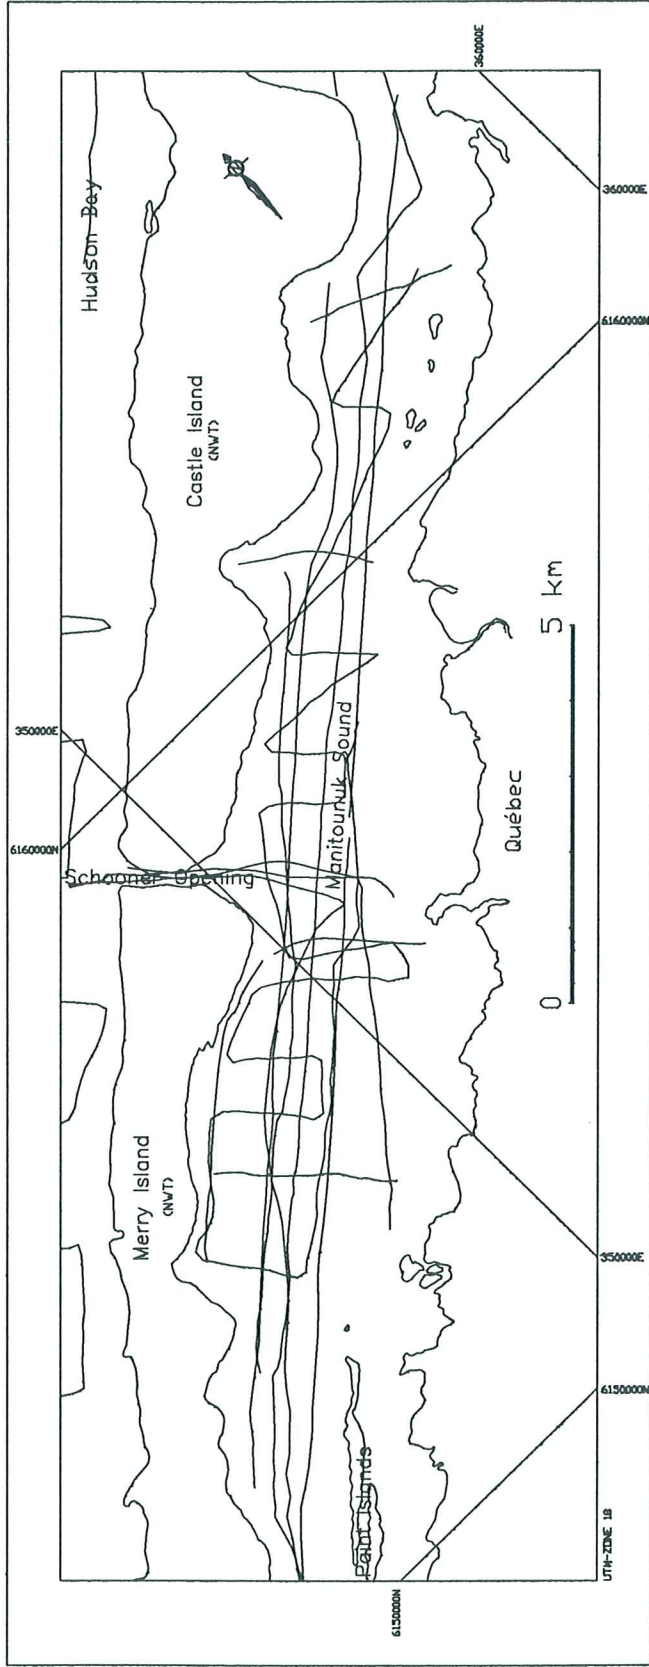 360000E
Hudson Bay
360000E
6160000N
Castle Island
(NWT)
350000E
6160000N
5 km
Manitounuk Sound
Québec
Schooner Opening
0
Merry Island
(NWT)
350000E
6150000N
Paint Islands
UTM-ZONE 18
6150000N